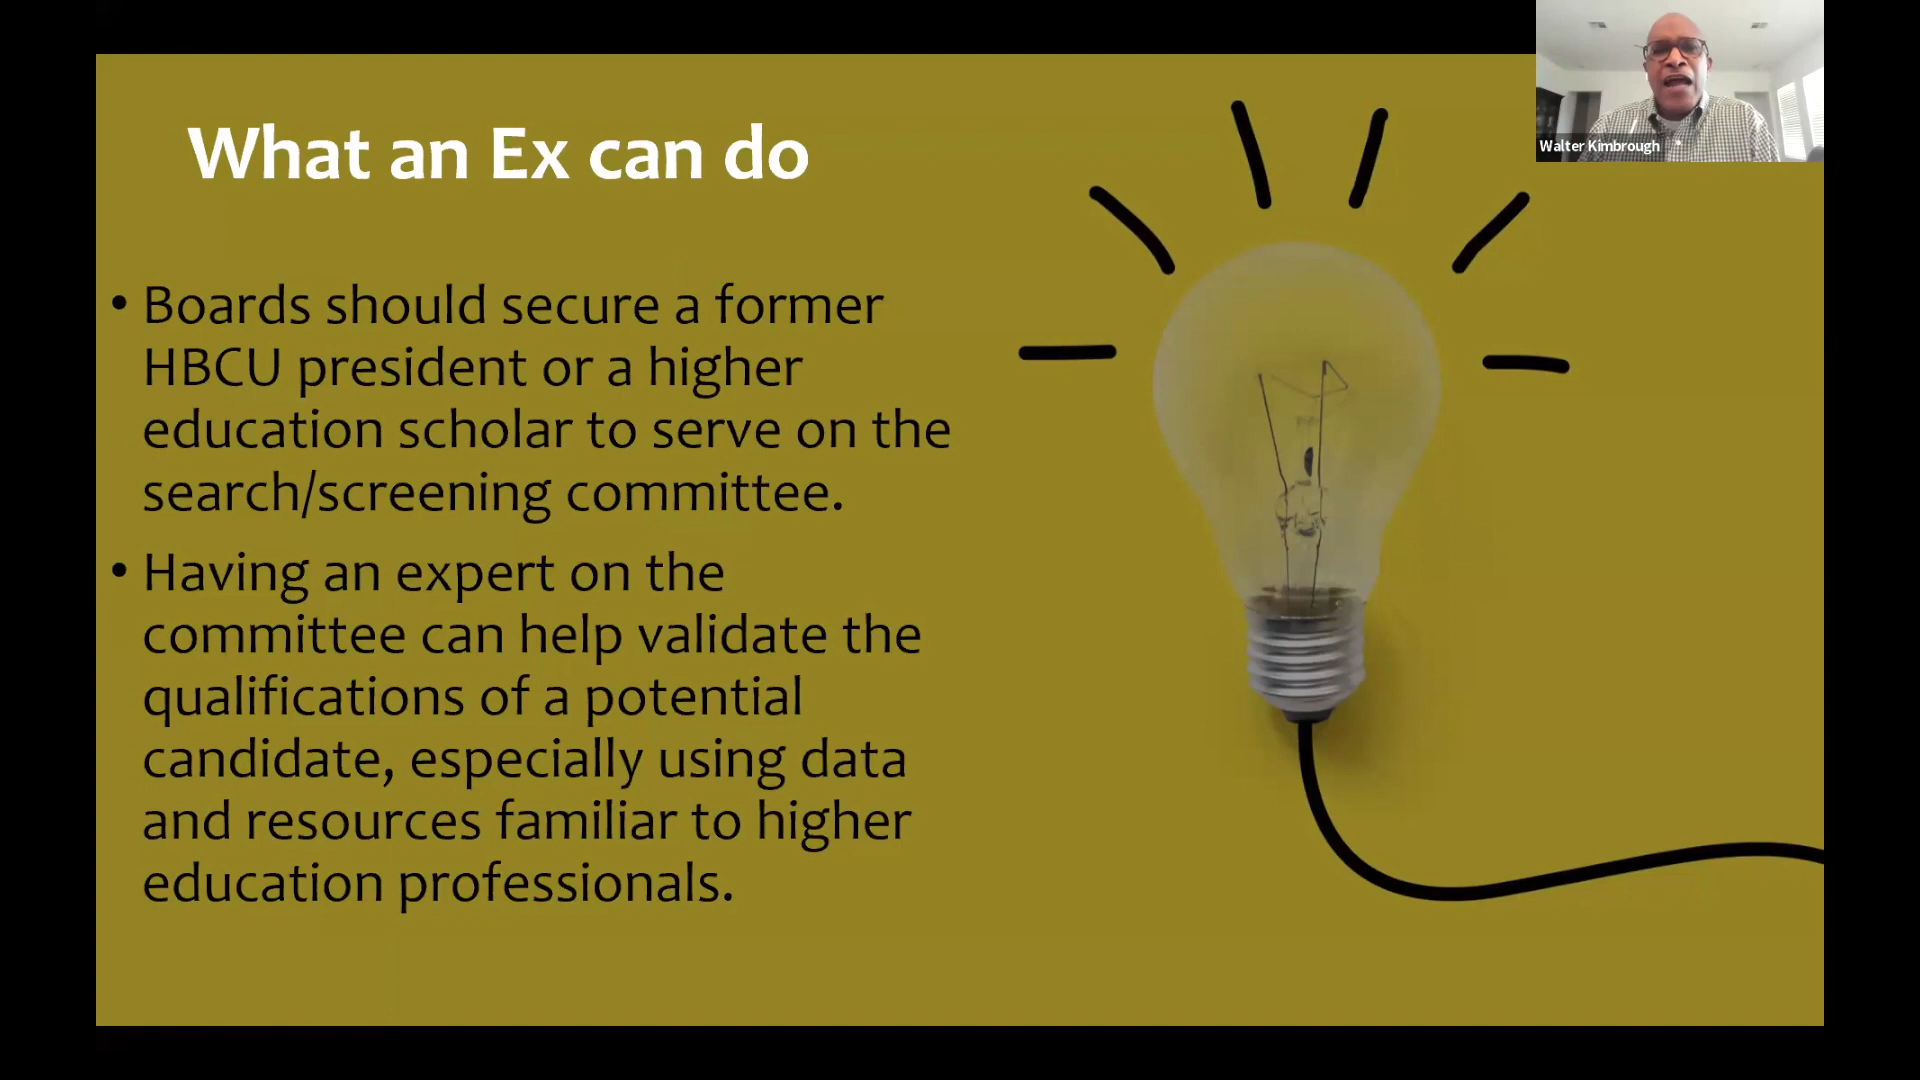 What an Ex can do
• Boards should secure a former
HBCU president or a higher
education scholar to serve on the
search/screening committee.
• Having an expert on the
committee can help validate the
qualifications of a potential
candidate, especially using data
and resources familiar to higher
education professionals.
Walter Kimbrough